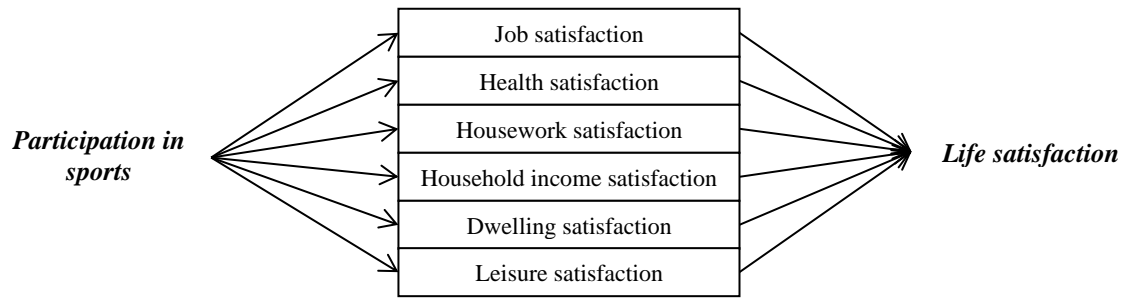 Job satisfaction
Health satisfaction
Participation in
sports
Housework satisfaction
Household income satisfaction
Life satisfaction
Dwelling satisfaction
Leisure satisfaction